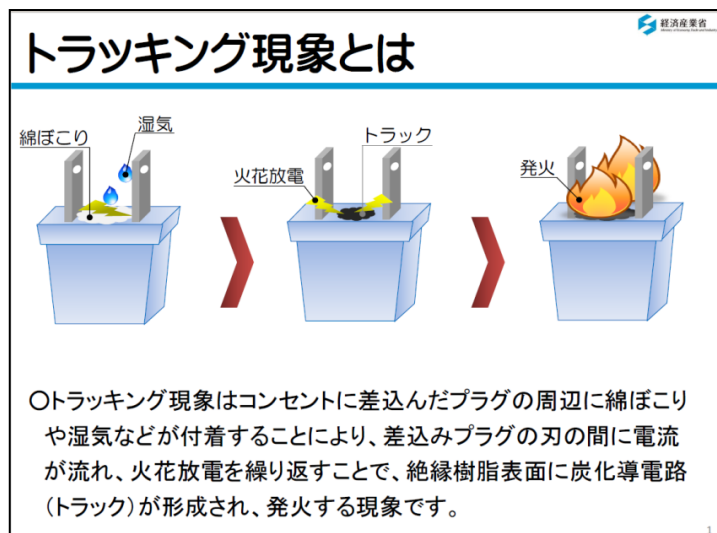 経済産業省
Ministry of Economy, Trade and Industry
トラッキング現象とは
綿ぼこり
湿気
火花放電
トラック
発火
〇トラッキング現象はコンセントに差込んだプラグの周辺に綿ぼこり
や湿気などが付着することにより、差込みプラグの刃の間に電流
が流れ、火花放電を繰り返すことで、絶縁樹脂表面に炭化導電路
(トラック)が形成され、発火する現象です。
1